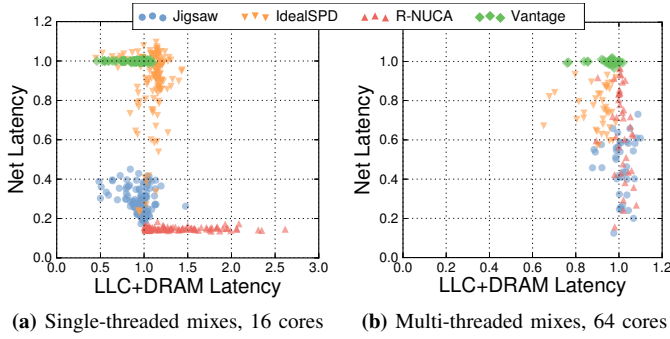 Jigsaw IdealSPD R-NUCA Vantage
1.2
1.0
0.8
0.6
0.4
0.2
0.0
Net Latency
0.0 0.5 1.0 1.5 2.0 2.5 3.0
LLC+DRAM Latency
(a) Single-threaded mixes, 16 cores
1.2
1.0
0.8
0.6
0.4
0.2
0.0
Net Latency
0.0 0.2 0.4 0.6 0.8 1.0 1.2
LLC+DRAM Latency
(b) Multi-threaded mixes, 64 cores